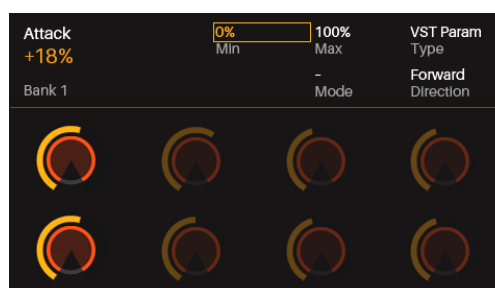 Attack
+18%
Bank 1
0%
Min
100%
Max
-
Mode
VST Param
Type
Forward
Direction